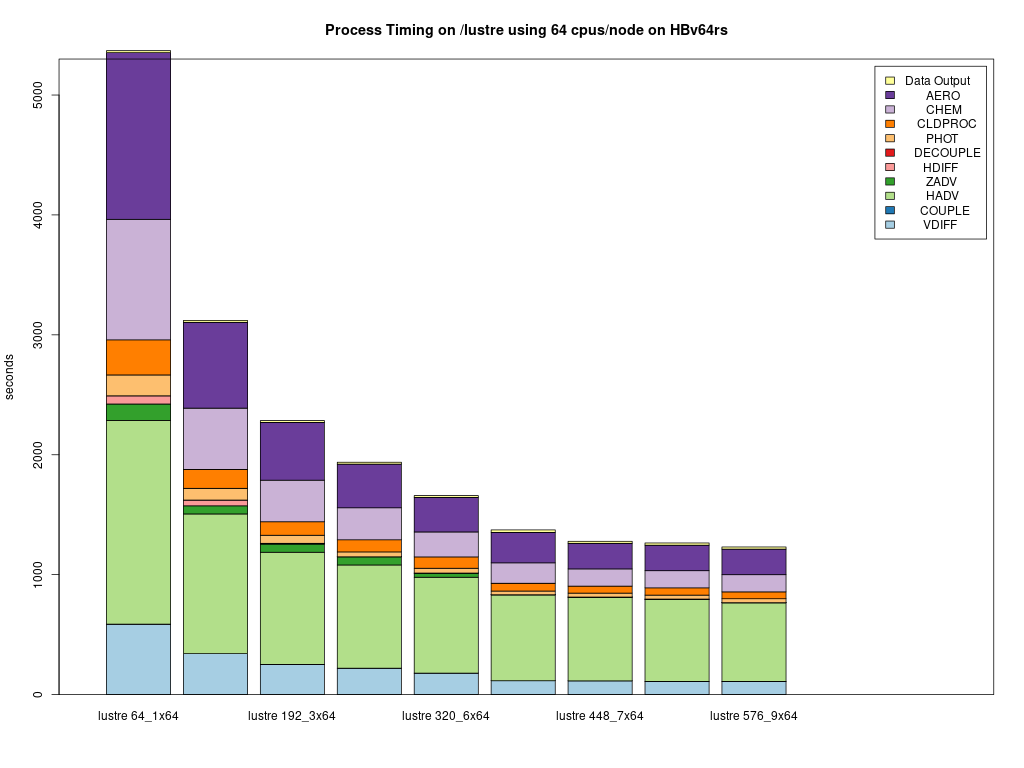 Process Timing on /lustre using 64 cpus/node on HBv64rs
seconds
5000
4000
3000
2000
1000
0
Data Output
AERO
CHEM
CLDPROC
PHOT
DECOUPLE
HDIFF
ZADV
HADV
COUPLE
VDIFF
lustre 64_1x64
lustre 192_3x64
lustre 320_6x64
lustre 448_7x64
lustre 576_9x64